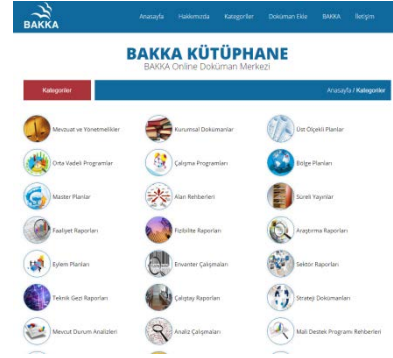 BAKKA
Anasayfa Hakkımızda Kategoriler Doküman Ekle BAKKA İletişim
BAKKA KÜTÜPHANE
BAKKA Online Doküman Merkezi
Kategoriler
Anasayfa / Kategoriler
Mevzuat ve Yönetmelikler Kurumsal Dokümanlar Üst Ölçekli Planlar
Orta Vadeli Programlar Çalışma Programları Bölge Planları
Master Planlar Alan Rehberleri Süreli Yayınlar
Faaliyet Raporları Fizibilite Raporları Araştırma Raporları
Eylem Planları Envanter Çalışmaları Sektör Raporları
Teknik Gezi Raporları Çalıştay Raporları Strateji Dokümanları
Mevcut Durum Analizleri Analiz Çalışmaları Mali Destek Programı Rehberleri